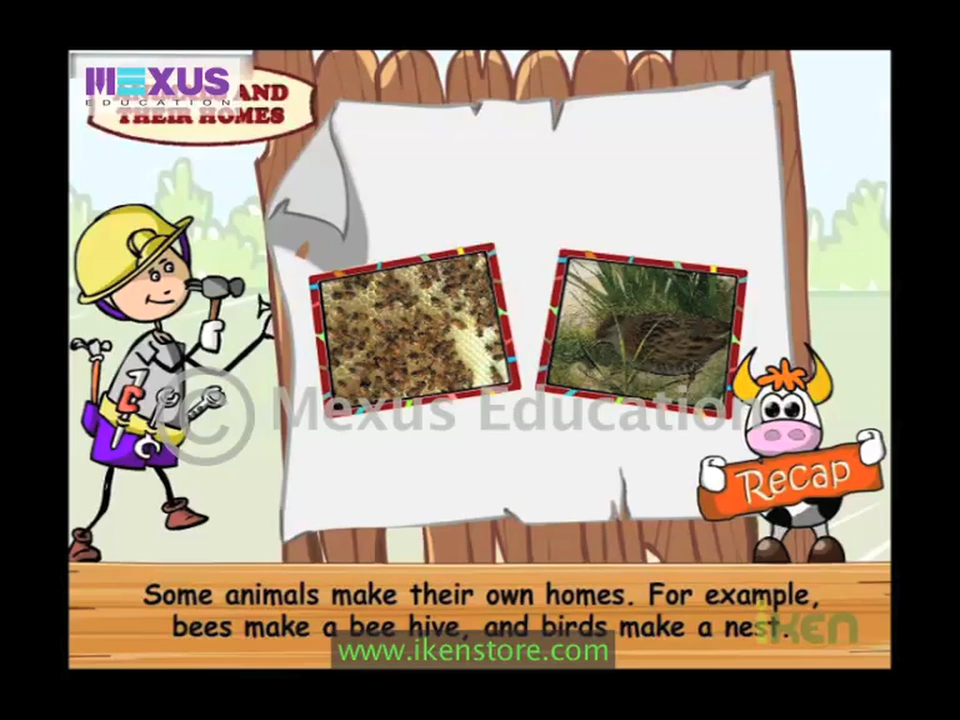 MEXUS
EDUCATION
AND
THEIR HOMES
© Mexus Education
Recap
Some animals make their own homes. For example,
bees make a bee hive, and birds make a nest.
iKEN
www.ikenstore.com